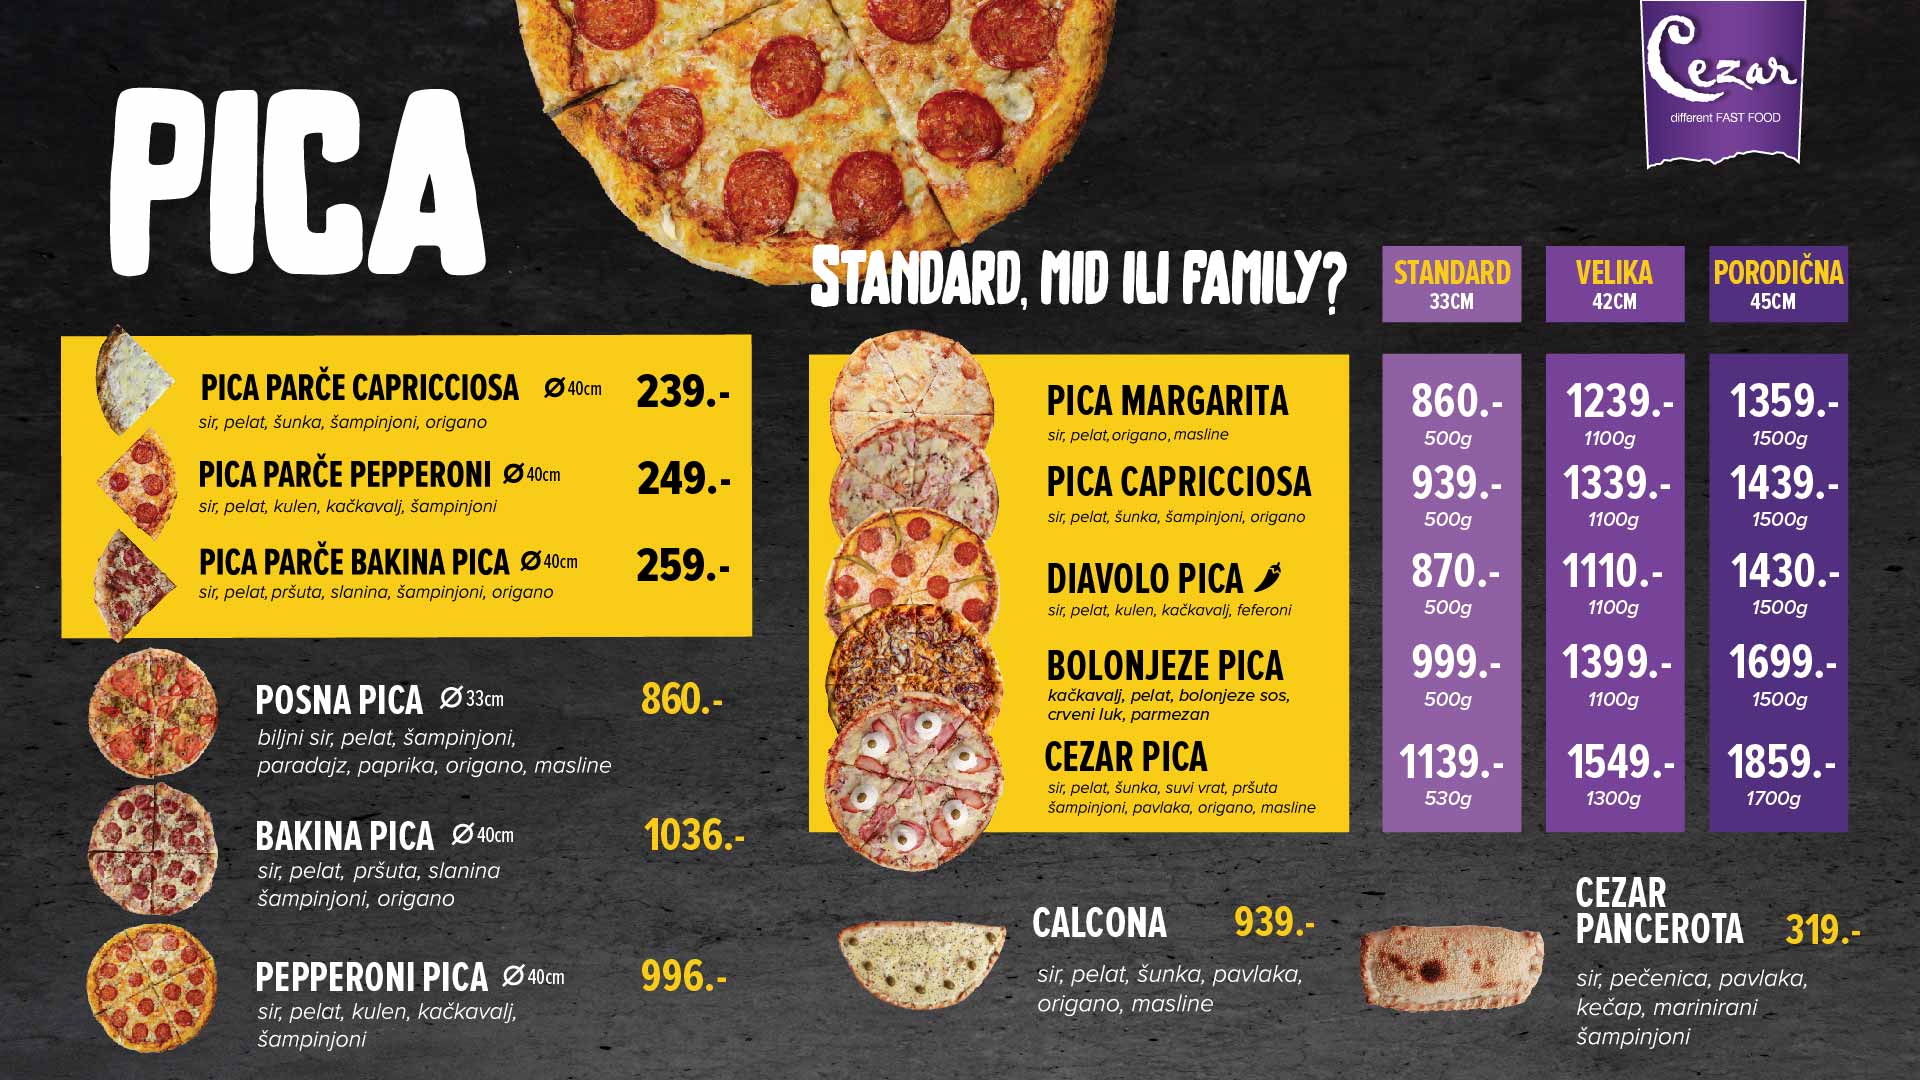 PICA
Cezar
different FAST FOOD
PICA PARČE CAPRICCIOSA Ø 40cm 239.-
sir, pelat, šunka, šampinjoni, origano
PICA PARČE PEPPERONI Ø 40cm 249.-
sir, pelat, kulen, kačkavalj, šampinjoni
PICA PARČE BAKINA PICA Ø 40cm 259.-
sir, pelat, pršuta, slanina, šampinjoni, origano
POSNA PICA Ø 33cm 860.-
biljni sir, pelat, šampinjoni,
paradajz, paprika, origano, masline
BAKINA PICA Ø 40cm 1036.-
sir, pelat, pršuta, slanina
šampinjoni, origano
PEPPERONI PICA Ø 40cm 996.-
sir, pelat, kulen, kačkavalj,
šampinjoni
STANDARD, MID ILI FAMILY?
STANDARD VELIKA PORODIČNA
33CM 42CM 45CM
PICA MARGARITA 860.- 1239.- 1359.-
sir, pelat, origano, masline 500g 1100g 1500g
PICA CAPRICCIOSA 939.- 1339.- 1439.-
sir, pelat, šunka, šampinjoni, origano 500g 1100g 1500g
DIAVOLO PICA 870.- 1110.- 1430.-
sir, pelat, kulen, kačkavalj, feferoni 500g 1100g 1500g
BOLONJEZE PICA 999.- 1399.- 1699.-
kačkavalj, pelat, bolonjeze sos, 500g 1100g 1500g
crveni luk, parmezan
CEZAR PICA 1139.- 1549.- 1859.-
sir, pelat, šunka, suvi vrat, pršuta 530g 1300g 1700g
šampinjoni, pavlaka, origano, masline
CALCONA 939.-
sir, pelat, šunka, pavlaka,
origano, masline
CEZAR
PANCEROTA 319.-
sir, pečenica, pavlaka,
kečap, marinirani
šampinjoni